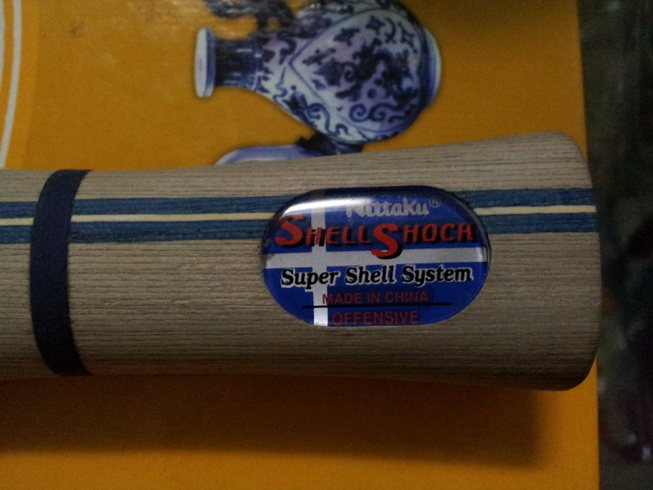 Nittaku®
SHELL SHOCK
Super Shell System
MADE IN CHINA
OFFENSIVE